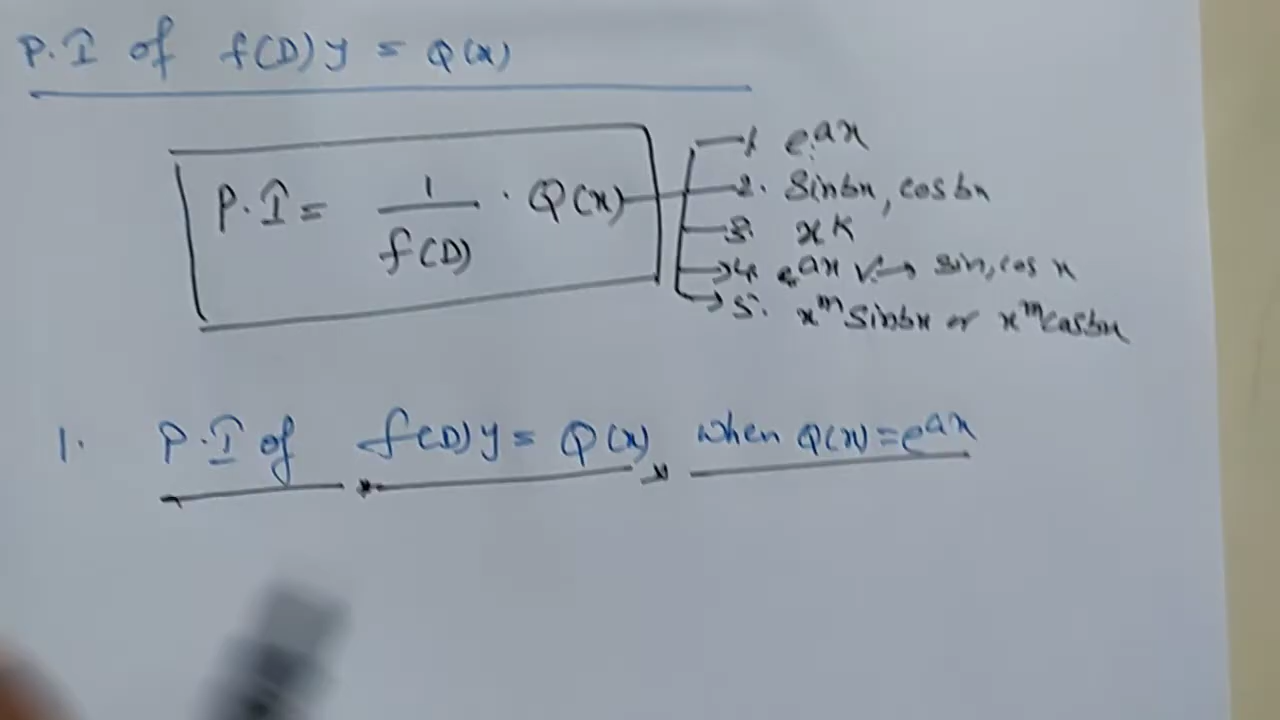 P.I of f(D)y = Q(x)
P.I = 1/f(D) · Q(x)
1. e^ax
2. Sinbx, cosbx
3. x^k
4. e^ax V → sin, cos x
5. x^m Sinbx or x^m cosbx
1. P.I of f(D)y = Q(x) when Q(x) = e^ax